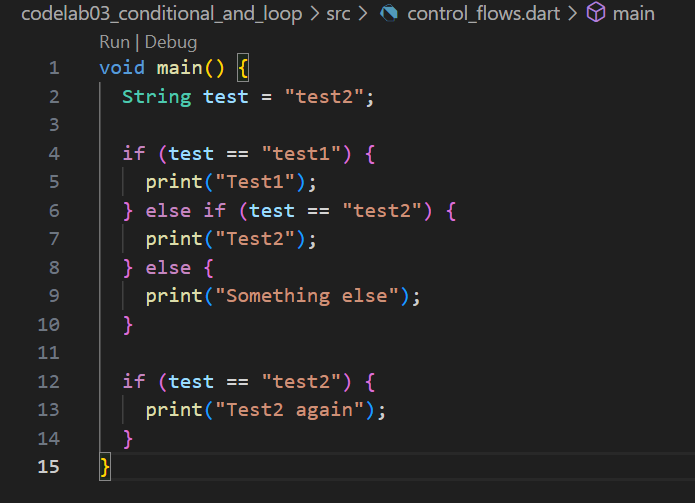 codelab03_conditional_and_loop > src > control_flows.dart > main
Run | Debug
1 void main() {
2   String test = "test2";
3
4   if (test == "test1") {
5     print("Test1");
6   } else if (test == "test2") {
7     print("Test2");
8   } else {
9     print("Something else");
10   }
11
12   if (test == "test2") {
13     print("Test2 again");
14   }
15 }